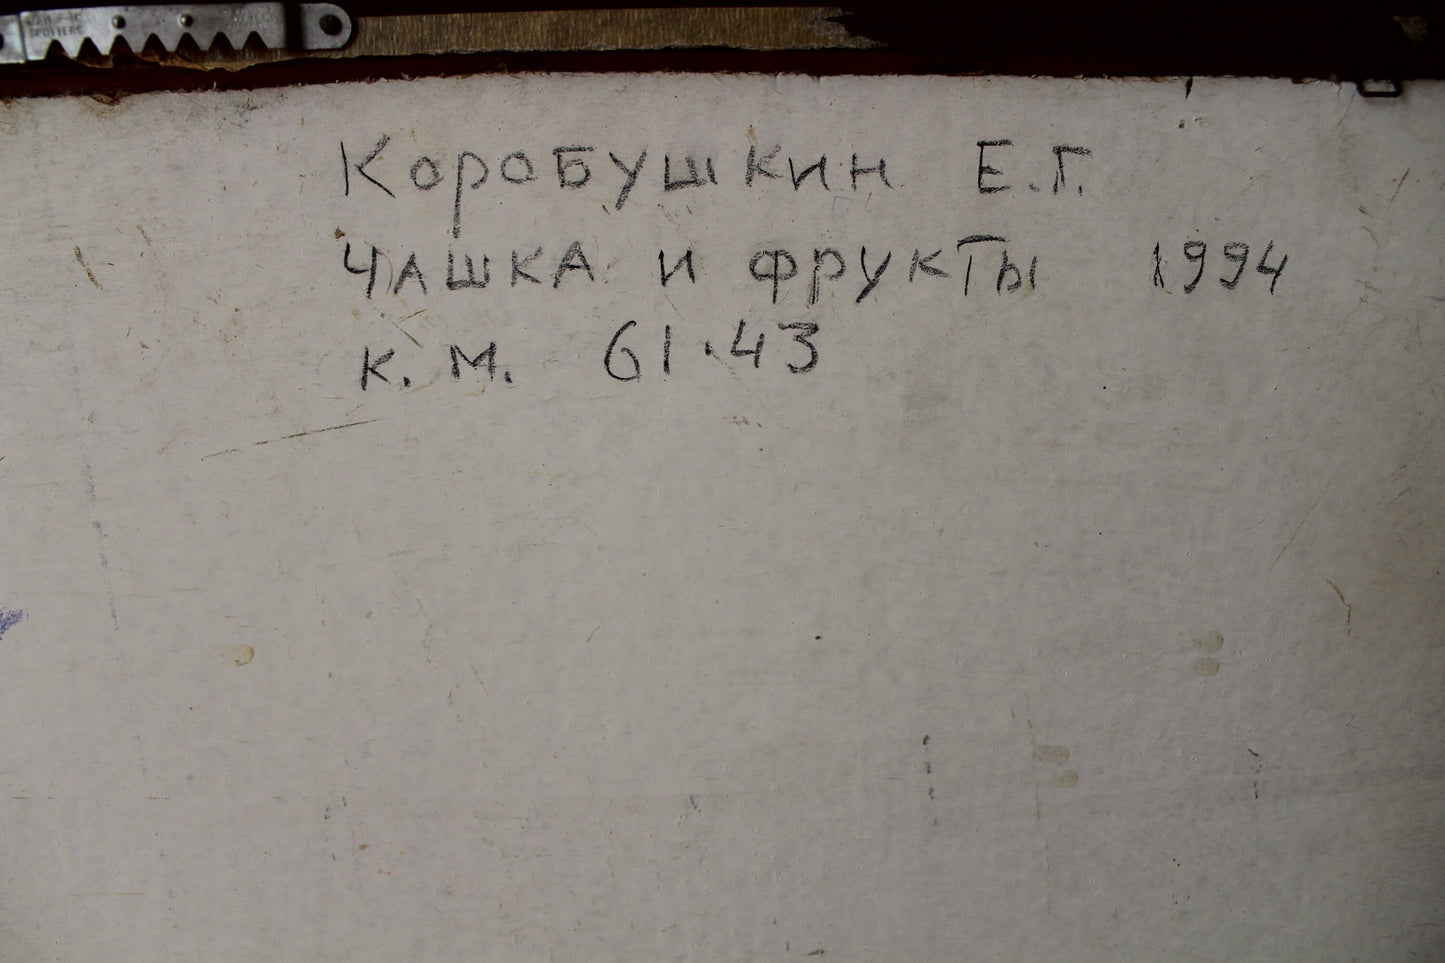 Коробушкин Е.Г.
Чашка и фрукты 1994
к. м. 61.43